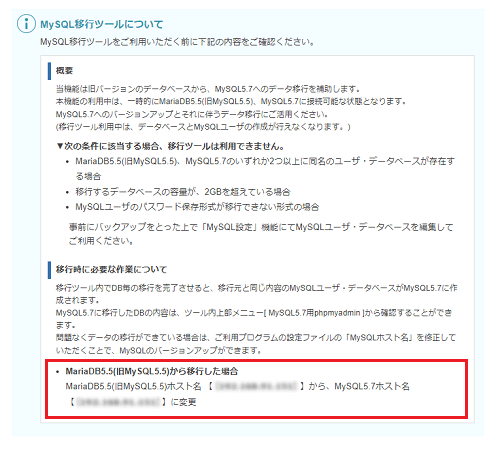 MySQL移行ツールについて
MySQL移行ツールをご利用いただく前に下記の内容をご確認ください。
概要
当機能は旧バージョンのデータベースから、MySQL5.7へのデータ移行を補助します。
本機能の利用中は、一時的にMariaDB5.5(旧MySQL5.5)、MySQL5.7に接続可能な状態となります。
MySQL5.7へのバージョンアップとそれに伴うデータ移行にご活用ください。
(移行ツール利用中は、データベースとMySQLユーザの作成が行えなくなります。)
▼次の条件に該当する場合、移行ツールは利用できません。
• MariaDB5.5(旧MySQL5.5)、MySQL5.7のいずれか2つ以上に同名のユーザ・データベースが存在す
る場合
• 移行するデータベースの容量が、2GBを超えている場合
• MySQLユーザのパスワード保存形式が移行できない形式の場合
事前にバックアップをとった上で「MySQL設定」機能にてMySQLユーザ・データベースを編集して
ご利用ください。
移行時に必要な作業について
移行ツール内でDB毎の移行を完了させると、移行元と同じ内容のMySQLユーザ・データベースがMySQL5.7に作
成されます。
MySQL5.7に移行したDBの内容は、ツール内上部メニュー[ MySQL5.7用phpmyadmin ]から確認することができ
ます。
問題なくデータの移行ができている場合は、ご利用プログラムの設定ファイルの「MySQLホスト名」を修正して
いただくことで、MySQLのバージョンアップができます。
• MariaDB5.5(旧MySQL5.5)から移行した場合
MariaDB5.5(旧MySQL5.5)ホスト名 【 】から、MySQL5.7ホスト名
【 】に変更